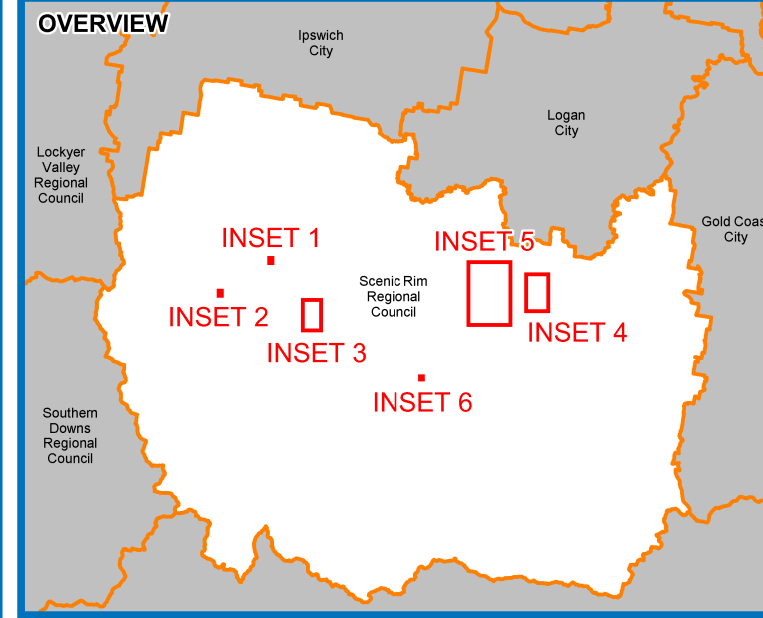 OVERVIEW
Ipswich
City
Logan
City
Lockyer
Valley
Regional
Council
Gold Coas
City
INSET 1
INSET 5
Scenic Rim
Regional
Council
INSET 2
INSET 4
INSET 3
INSET 6
Southern
Downs
Regional
Council